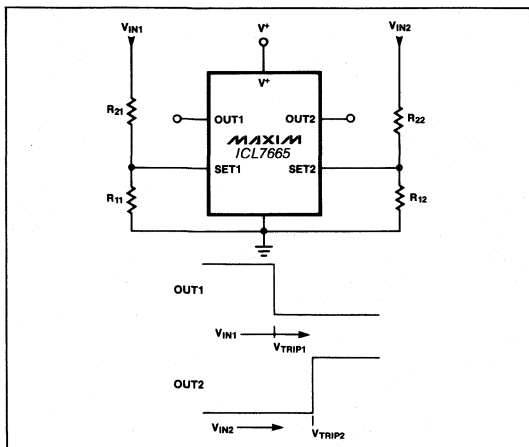 VIN1 V+ VIN2
V+
R21 OUT1 OUT2 R22
MAXIM
ICL7665
SET1 SET2
R11 R12
OUT1
VIN1 VTRIP1
OUT2
VIN2 VTRIP2